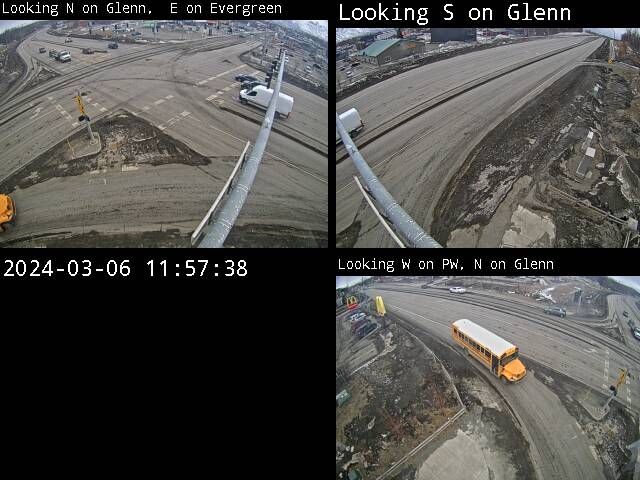 Looking N on Glenn,  E on Evergreen
Looking S on Glenn
2024-03-06 11:57:38
Looking W on PW, N on Glenn